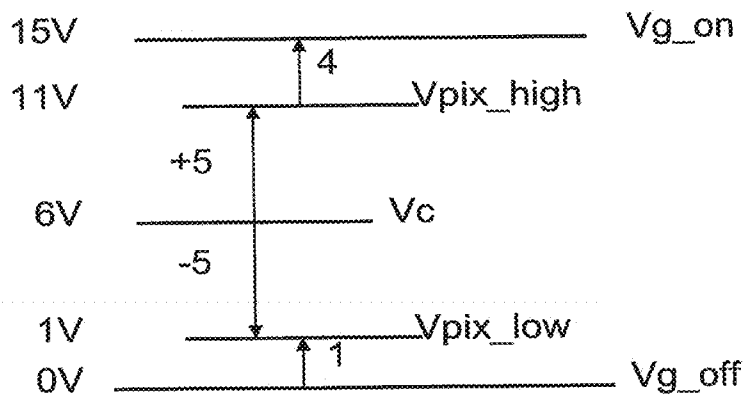 15V Vg_on
4
11V Vpix_high
+5
6V Vc
-5
1V Vpix_low
1
0V Vg_off